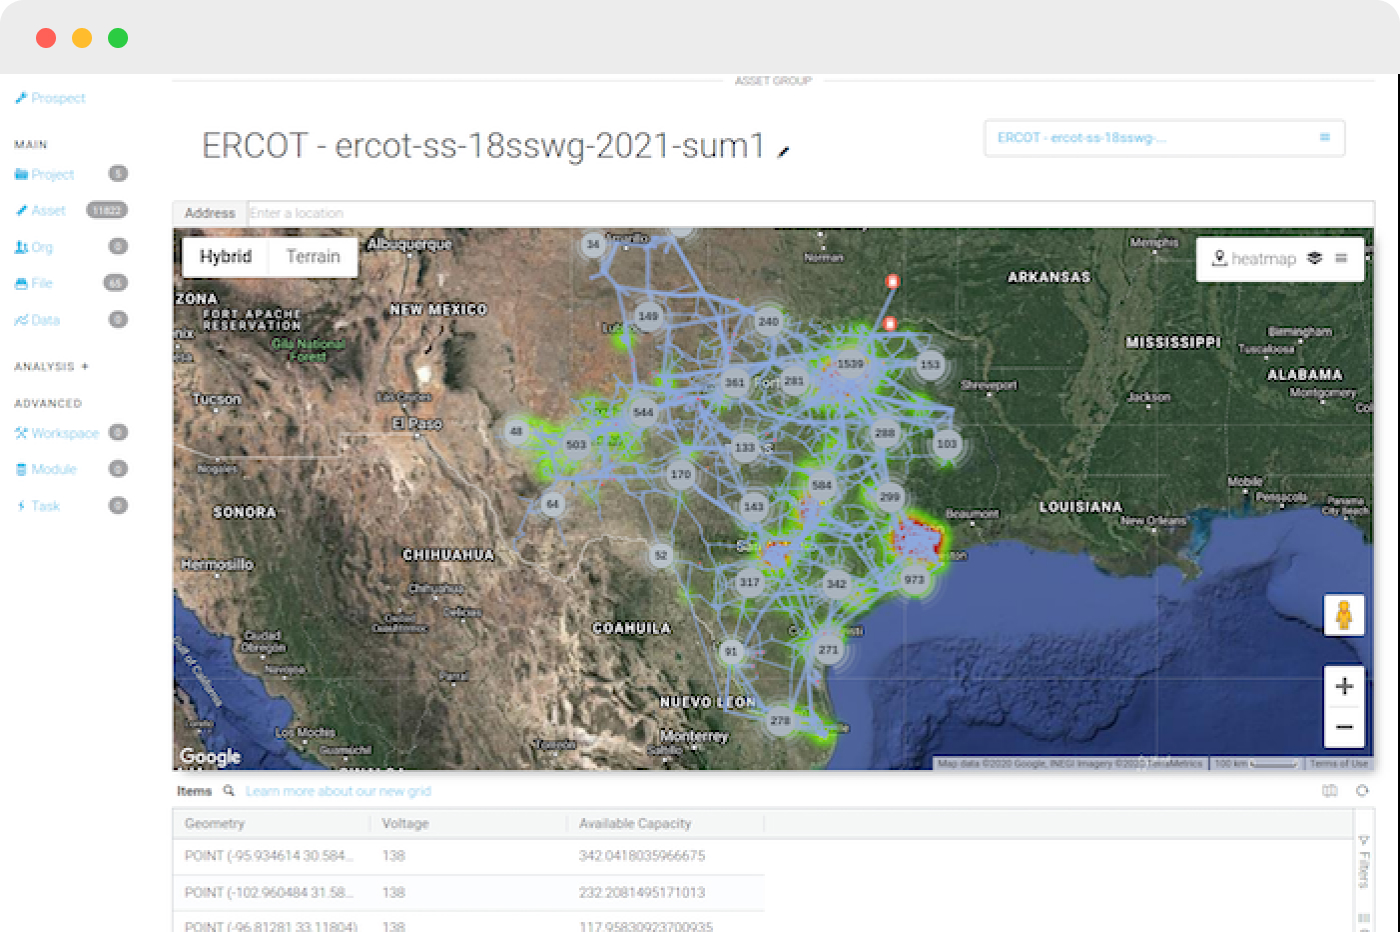 ASSET GROUP
Prospect
MAIN
Project 5
Asset 11822
Org 0
File 65
Data 0
ANALYSIS +
ADVANCED
Workspace 0
Module 0
Task 0
ERCOT - ercot-ss-18sswg-2021-sum1
ERCOT - ercot-ss-18sswg-...
Address Enter a location
Hybrid Terrain
heatmap
Albuquerque
Amarillo
Norman
Memphis
ARKANSAS
NEW MEXICO
FORT APACHE
RESERVATION
Gila National
Forest
MISSISSIPPI
Birmingham
Tuscaloosa
ALABAMA
Montgomery
Tucson
Las Cruces
El Paso
Shreveport
Jackson
Nogales
SONORA
Beaumont
LOUISIANA
Mobile
Pensacola
Panama
City Beach
New Orleans
Hermosillo
CHIHUAHUA
Chihuahua
Delicias
Ciudad
Cuauhtémoc
COAHUILA
Ciudad
Obregón
Navojoa
Parral
Gulf of California
NUEVO LEON
Monterrey
Saltillo
Torreón
Los Mochis
Guamúchil
34
149
240
1539
153
361
Fort
281
544
48
503
133
288
103
170
584
64
143
299
52
317
342
973
91
271
278
Google
Map data ©2020 Google, INEGI Imagery ©2020 TerraMetrics 100 km Terms of Use
Items Learn more about our new grid
Geometry Voltage Available Capacity
POINT (-95.934614 30.584... 138 342.0418035966675
POINT (-102.960484 31.58... 138 232.2081495171013
POINT (-96.81281 33.11804) 138 117.95830923700935
Filters